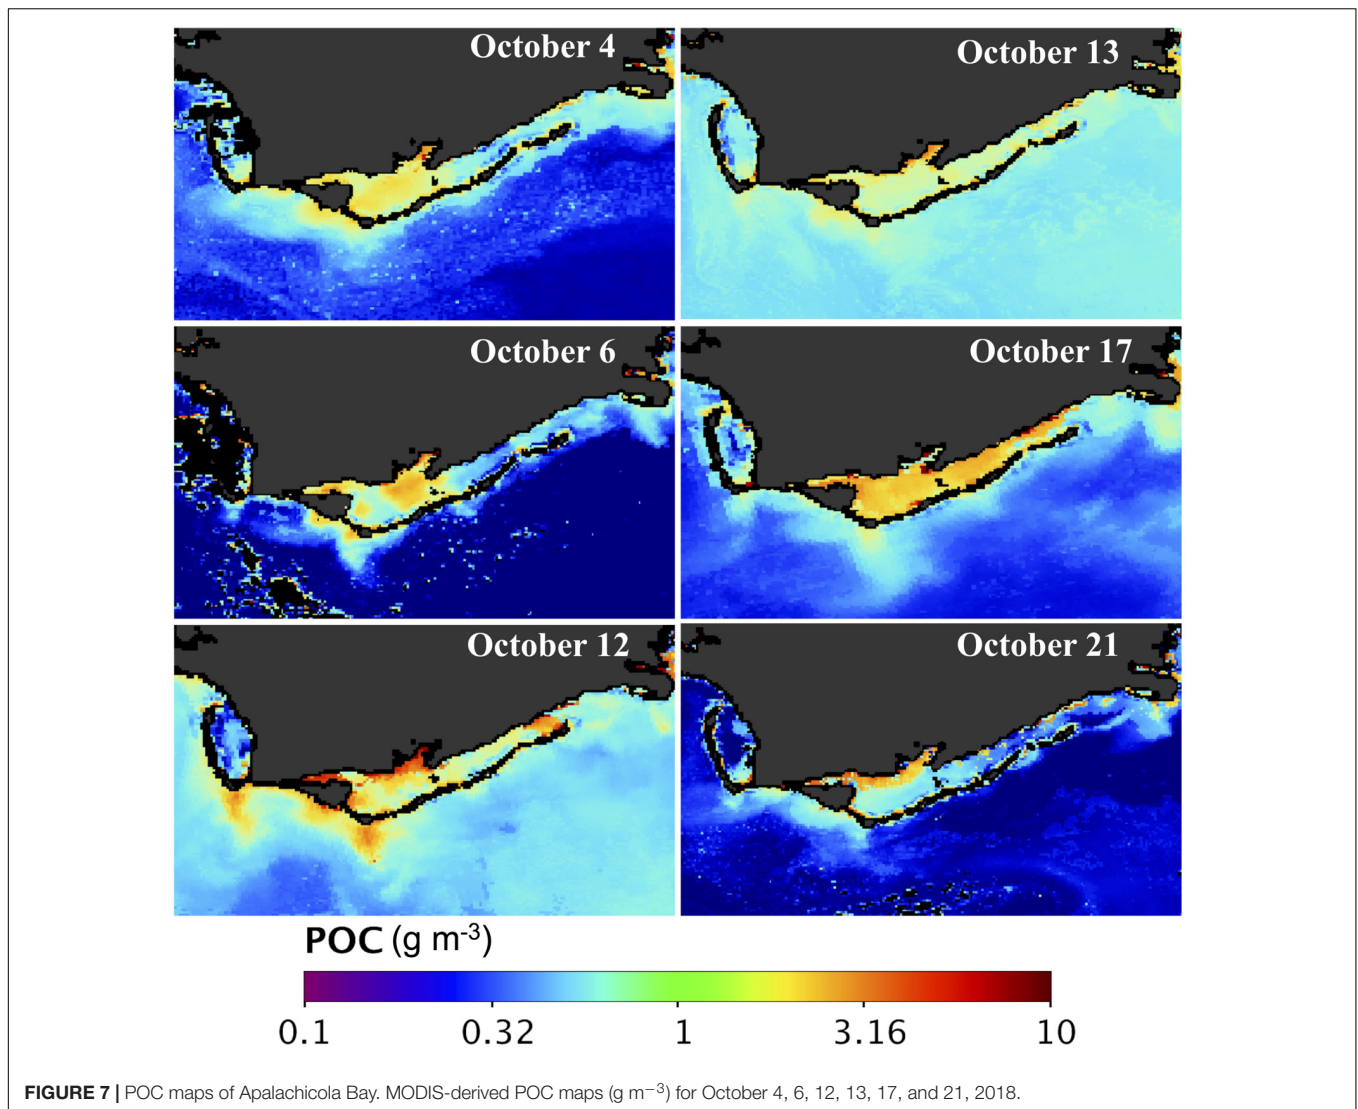 October 4
October 13
October 6
October 17
October 12
October 21
POC (g m-3)
0.1 0.32 1 3.16 10
FIGURE 7 | POC maps of Apalachicola Bay. MODIS-derived POC maps (g m−3) for October 4, 6, 12, 13, 17, and 21, 2018.